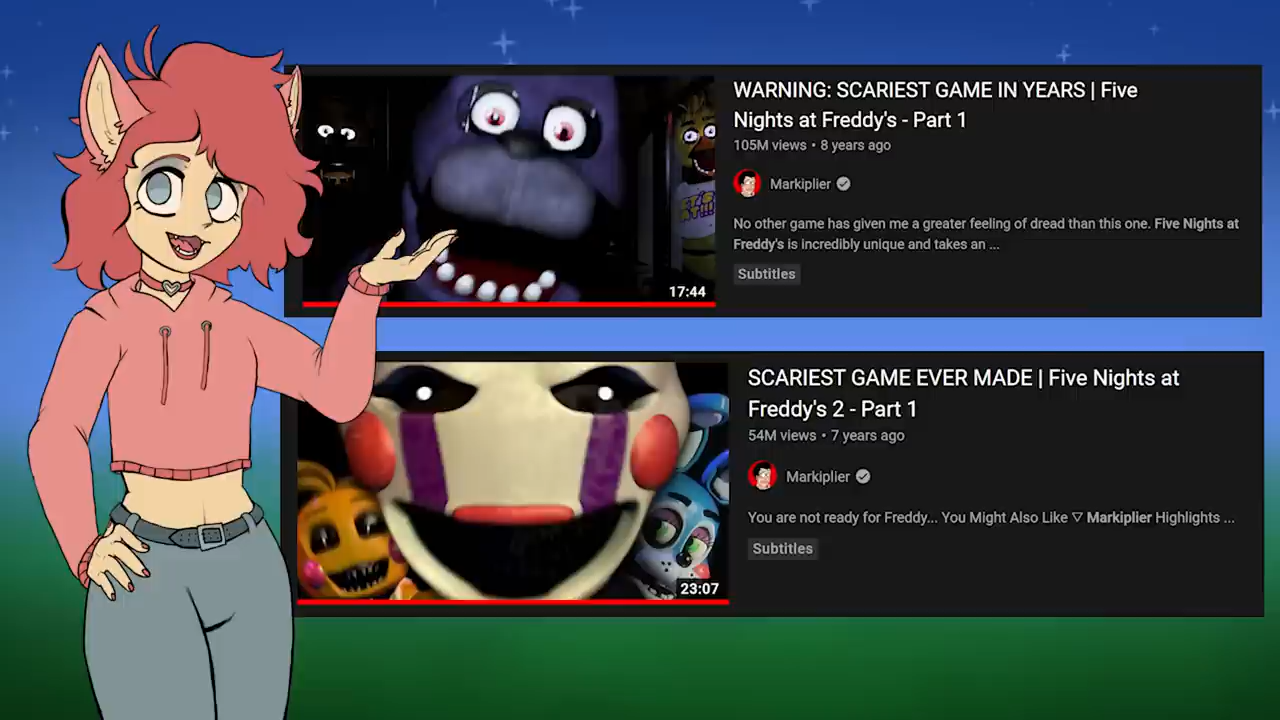 WARNING: SCARIEST GAME IN YEARS | Five
Nights at Freddy's - Part 1
105M views • 8 years ago
Markiplier
No other game has given me a greater feeling of dread than this one. Five Nights at
Freddy's is incredibly unique and takes an ...
Subtitles
17:44
SCARIEST GAME EVER MADE | Five Nights at
Freddy's 2 - Part 1
54M views • 7 years ago
Markiplier
You are not ready for Freddy... You Might Also Like ▽ Markiplier Highlights ...
Subtitles
23:07